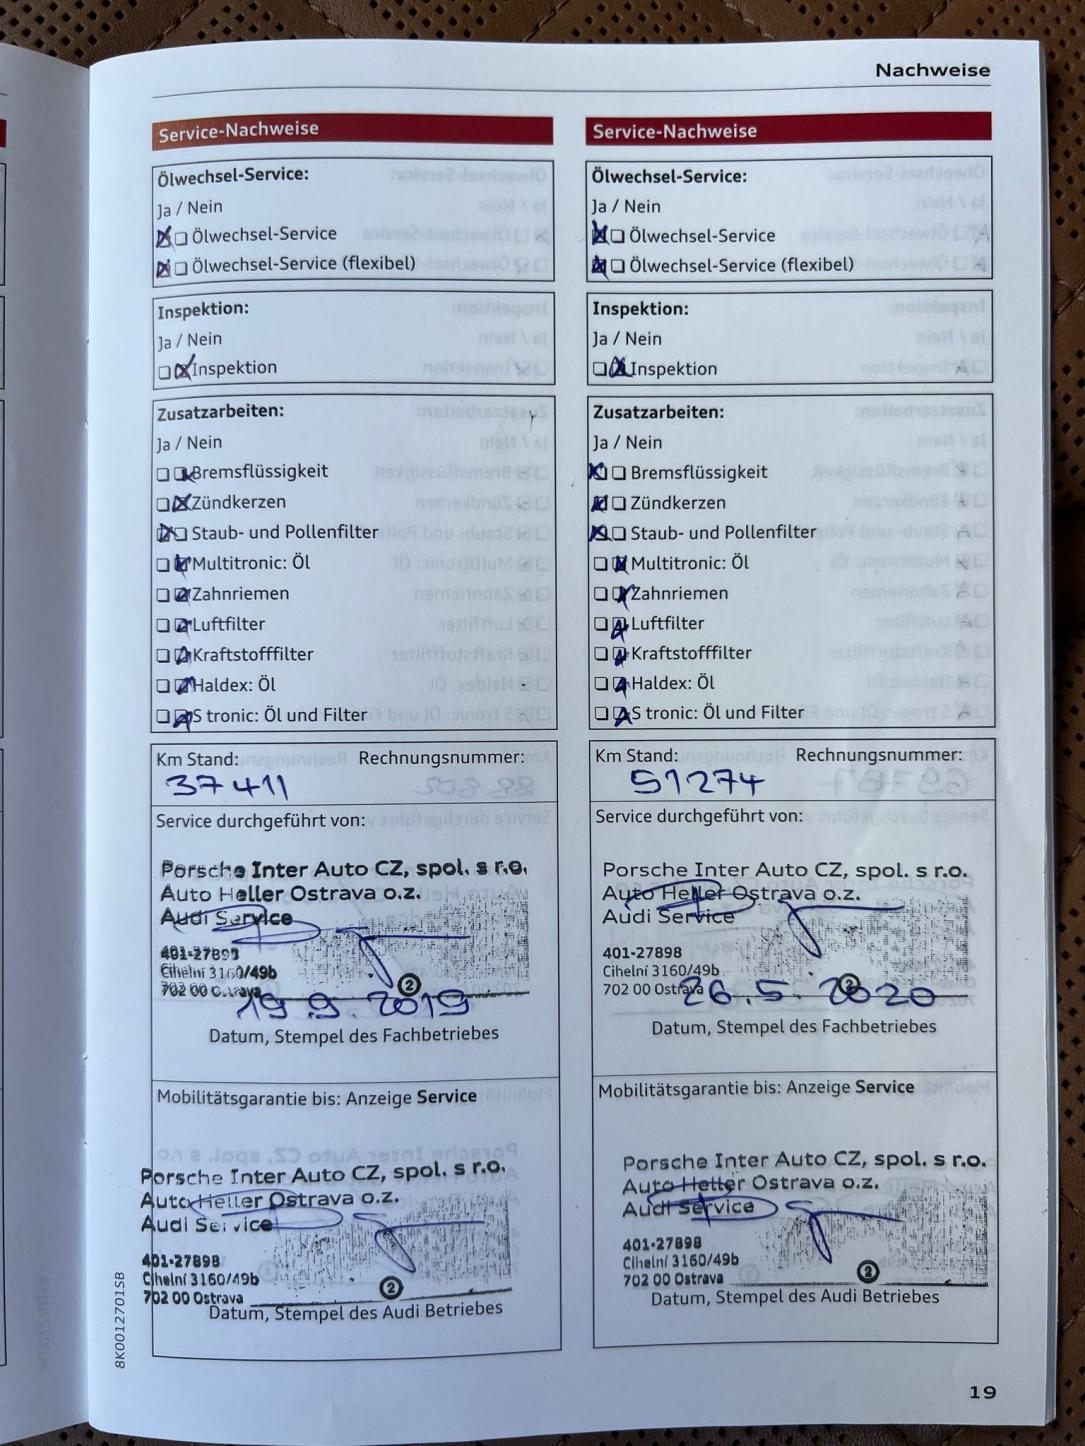 Nachweise
Service-Nachweise
Ölwechsel-Service:
Ja / Nein
☒ ☐ Ölwechsel-Service
☒ ☐ Ölwechsel-Service (flexibel)
Inspektion:
Ja / Nein
☐ ☒ Inspektion
Zusatzarbeiten:
Ja / Nein
☐ ☒ Bremsflüssigkeit
☐ ☒ Zündkerzen
☒ ☐ Staub- und Pollenfilter
☐ ☒ Multitronic: Öl
☐ ☒ Zahnriemen
☐ ☒ Luftfilter
☐ ☒ Kraftstofffilter
☐ ☒ Haldex: Öl
☐ ☒ S tronic: Öl und Filter
Km Stand: Rechnungsnummer:
37411
Service durchgeführt von:
Porsche Inter Auto CZ, spol. s r.o.
Auto Heller Ostrava o.z.
Audi Service
401-27899
Cihelní 3160/49b
702 00 Ostrava
2
19.9.2019
Datum, Stempel des Fachbetriebes
Mobilitätsgarantie bis: Anzeige Service
Porsche Inter Auto CZ, spol. s r.o.
Auto Heller Ostrava o.z.
Audi Service
401-27898
Cihelní 3160/49b
702 00 Ostrava
2
Datum, Stempel des Audi Betriebes
8K0012701SB
Service-Nachweise
Ölwechsel-Service:
Ja / Nein
☒ ☐ Ölwechsel-Service
☒ ☐ Ölwechsel-Service (flexibel)
Inspektion:
Ja / Nein
☐ ☒ Inspektion
Zusatzarbeiten:
Ja / Nein
☒ ☐ Bremsflüssigkeit
☒ ☐ Zündkerzen
☒ ☐ Staub- und Pollenfilter
☐ ☒ Multitronic: Öl
☐ ☒ Zahnriemen
☐ ☒ Luftfilter
☐ ☒ Kraftstofffilter
☐ ☒ Haldex: Öl
☐ ☒ S tronic: Öl und Filter
Km Stand: Rechnungsnummer:
51274
Service durchgeführt von:
Porsche Inter Auto CZ, spol. s r.o.
Auto Heller Ostrava o.z.
Audi Service
401-27898
Cihelní 3160/49b
702 00 Ostrava
2
26.5.2020
Datum, Stempel des Fachbetriebes
Mobilitätsgarantie bis: Anzeige Service
Porsche Inter Auto CZ, spol. s r.o.
Auto Heller Ostrava o.z.
Audi Service
401-27898
Cihelní 3160/49b
702 00 Ostrava
2
Datum, Stempel des Audi Betriebes
19